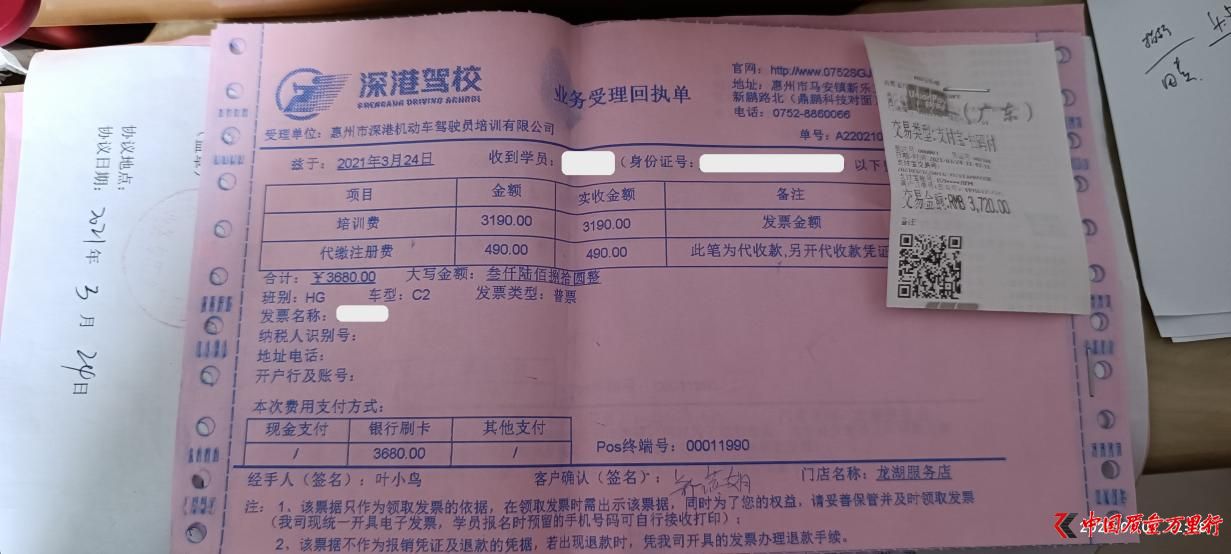 深港驾校
SHENGANG DRIVING SCHOOL
业务受理回执单
官网：http://www.0752SGJ
地址：惠州市马安镇新乐
新鹏路北（鼎鹏科技对面
电话：0752-8860066
受理单位：惠州市深港机动车驾驶员培训有限公司
单号：A220210
兹于：2021年3月24日 收到学员： （身份证号： 以下
项目 金额 实收金额 备注
培训费 3190.00 3190.00 发票金额
代缴注册费 490.00 490.00 此笔为代收款,另开代收款凭证
合计：￥3680.00 大写金额：叁仟陆佰捌拾圆整
班别：HG 车型：C2 发票类型：普票
发票名称：
纳税人识别号：
地址电话：
开户行及账号：
本次费用支付方式：
现金支付 银行刷卡 其他支付
/ 3680.00 /
Pos终端号：00011990
经手人（签名）：叶小鸟 客户确认（签名）： 门店名称：龙湖服务店
注：1、该票据只作为领取发票的依据，在领取发票时需出示该票据，同时为了您的权益，请妥善保管并及时领取发票
（我司现统一开具电子发票，学员报名时预留的手机号码可自行接收打印）；
2、该票据不作为报销凭证及退款的凭据，若出现退款时，凭我司开具的发票办理退款手续。
（广东）
交易类型:支付宝-扫码付
交易金额:RMB 3,720.00
备注
协议地点：
协议日期：2021年3月24日
中国质量万里行